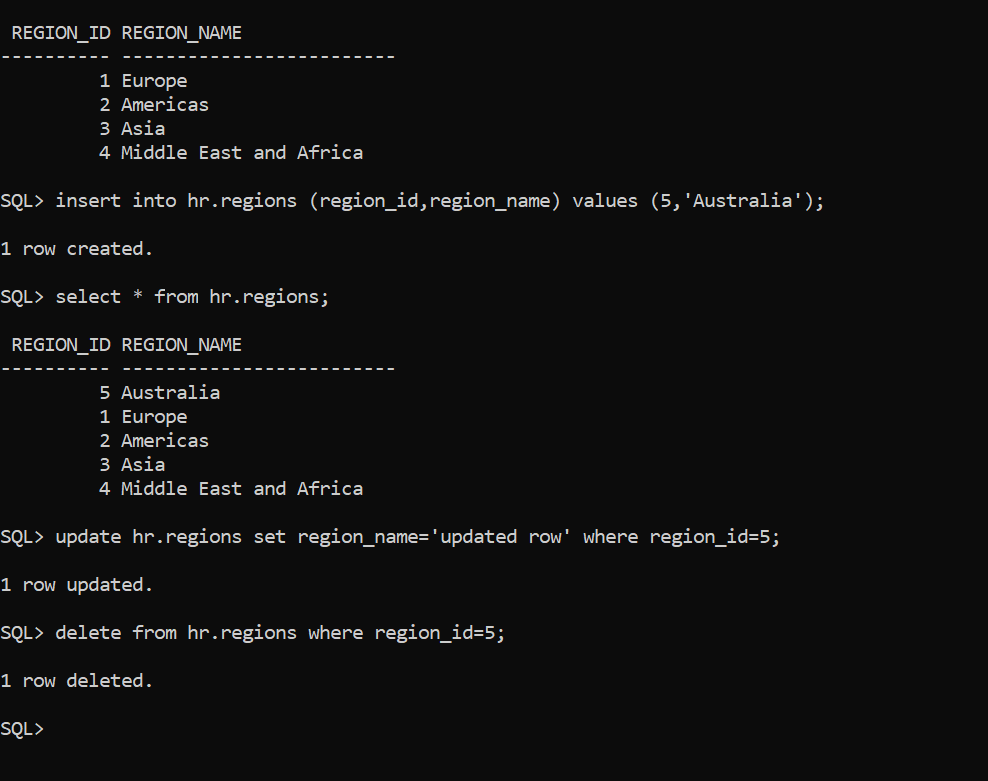 REGION_ID REGION_NAME
---------- -------------------------
1 Europe
2 Americas
3 Asia
4 Middle East and Africa
SQL> insert into hr.regions (region_id,region_name) values (5,'Australia');
1 row created.
SQL> select * from hr.regions;
REGION_ID REGION_NAME
---------- -------------------------
5 Australia
1 Europe
2 Americas
3 Asia
4 Middle East and Africa
SQL> update hr.regions set region_name='updated row' where region_id=5;
1 row updated.
SQL> delete from hr.regions where region_id=5;
1 row deleted.
SQL>